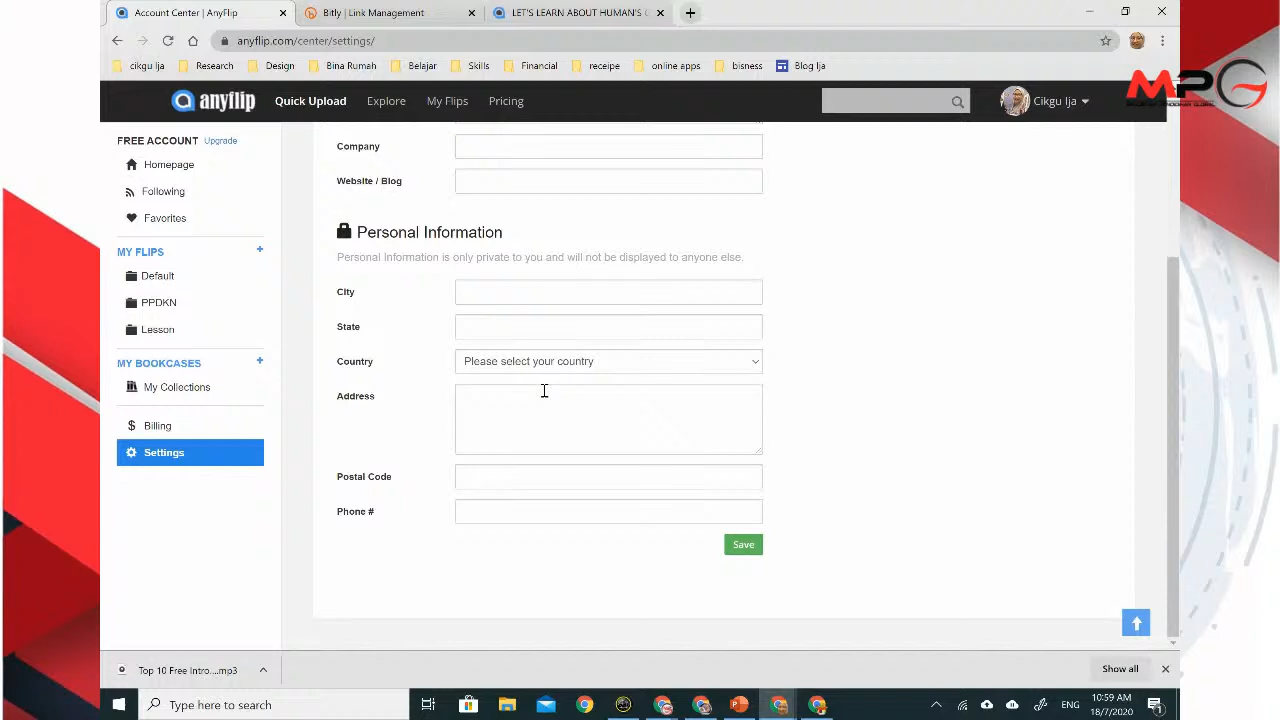 Account Center | AnyFlip
Bitly | Link Management
LET'S LEARN ABOUT HUMAN'S G
anyflip.com/center/settings/
cikgu Ija
Research
Design
Bina Rumah
Belajar
Skills
Financial
receipe
online apps
bisness
Blog Ija
MPG
anyflip
Quick Upload
Explore
My Flips
Pricing
Cikgu Ija
FREE ACCOUNT Upgrade
Homepage
Following
Favorites
MY FLIPS +
Default
PPDKN
Lesson
MY BOOKCASES +
My Collections
$ Billing
Settings
Company
Website / Blog
Personal Information
Personal Information is only private to you and will not be displayed to anyone else.
City
State
Country
Please select your country
Address
Postal Code
Phone #
Save
Top 10 Free Intro....mp3
Show all
Type here to search
ENG
10:59 AM
18/7/2020
1